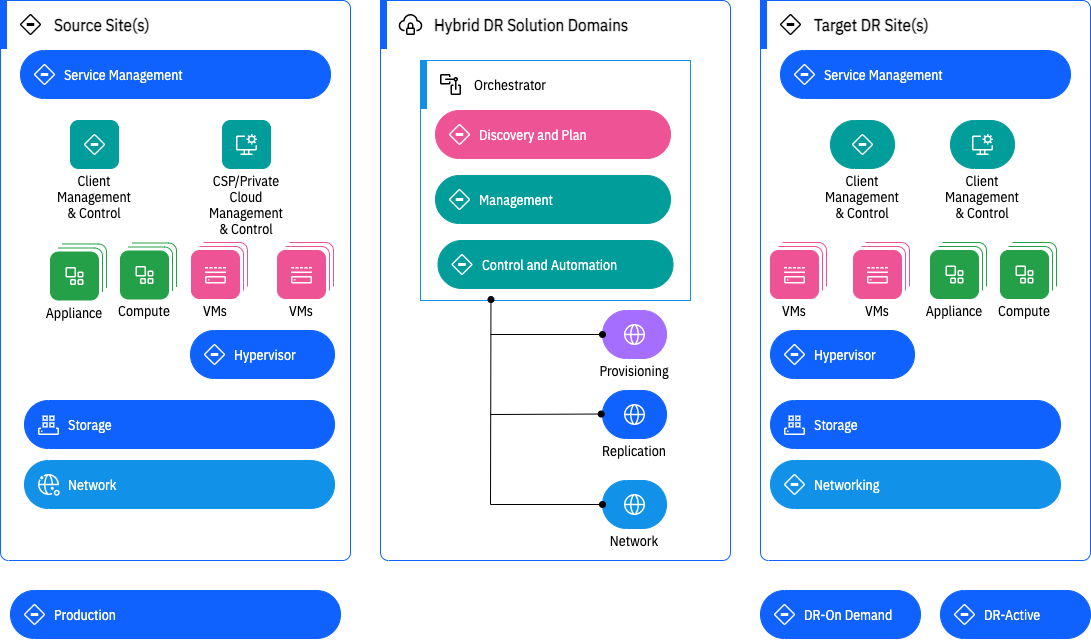 Source Site(s)
Service Management
Client
Management
& Control
CSP/Private
Cloud
Management
& Control
Appliance
Compute
VMs
VMs
Hypervisor
Storage
Network
Production
Hybrid DR Solution Domains
Orchestrator
Discovery and Plan
Management
Control and Automation
Provisioning
Replication
Network
Target DR Site(s)
Service Management
Client
Management
& Control
Client
Management
& Control
VMs
VMs
Appliance
Compute
Hypervisor
Storage
Networking
DR-On Demand
DR-Active